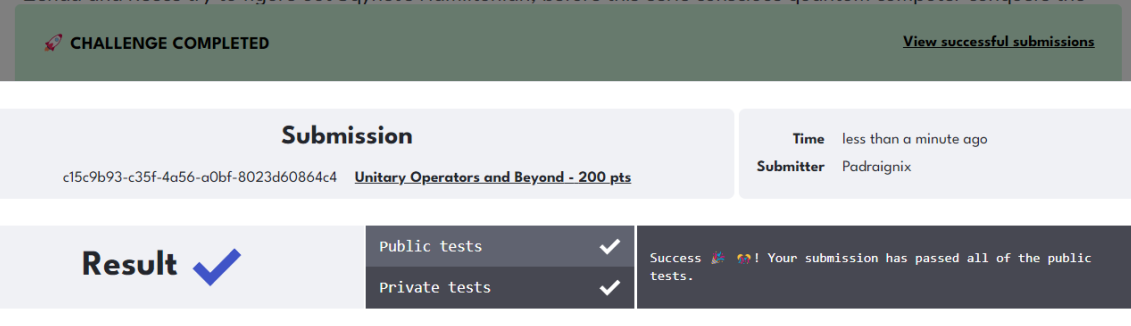 CHALLENGE COMPLETED
View successful submissions
Submission
c15c9b93-c35f-4a56-a0bf-8023d60864c4 Unitary Operators and Beyond - 200 pts
Time less than a minute ago
Submitter Padraignix
Result
Public tests
Private tests
Success 🎉 🎊! Your submission has passed all of the public
tests.